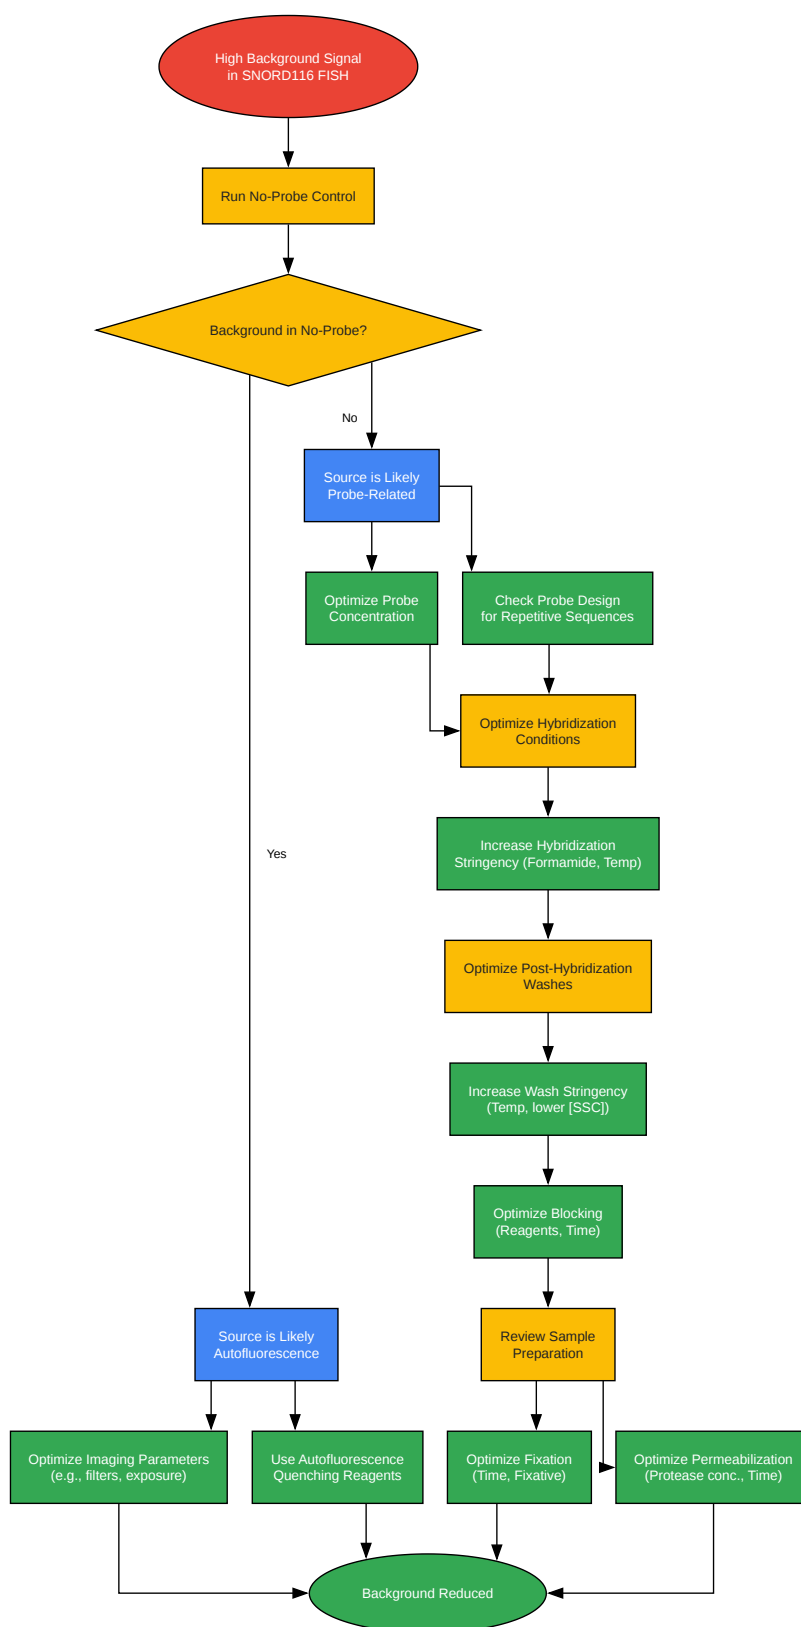 High Background Signal
in SNORD116 FISH
Run No-Probe Control
Background in No-Probe?
No
Source is Likely
Probe-Related
Optimize Probe
Concentration
Check Probe Design
for Repetitive Sequences
Optimize Hybridization
Conditions
Yes
Increase Hybridization
Stringency (Formamide, Temp)
Optimize Post-Hybridization
Washes
Increase Wash Stringency
(Temp, lower [SSC])
Optimize Blocking
(Reagents, Time)
Source is Likely
Autofluorescence
Review Sample
Preparation
Optimize Imaging Parameters
(e.g., filters, exposure)
Use Autofluorescence
Quenching Reagents
Optimize Fixation
(Time, Fixative)
Optimize Permeabilization
(Protease conc., Time)
Background Reduced